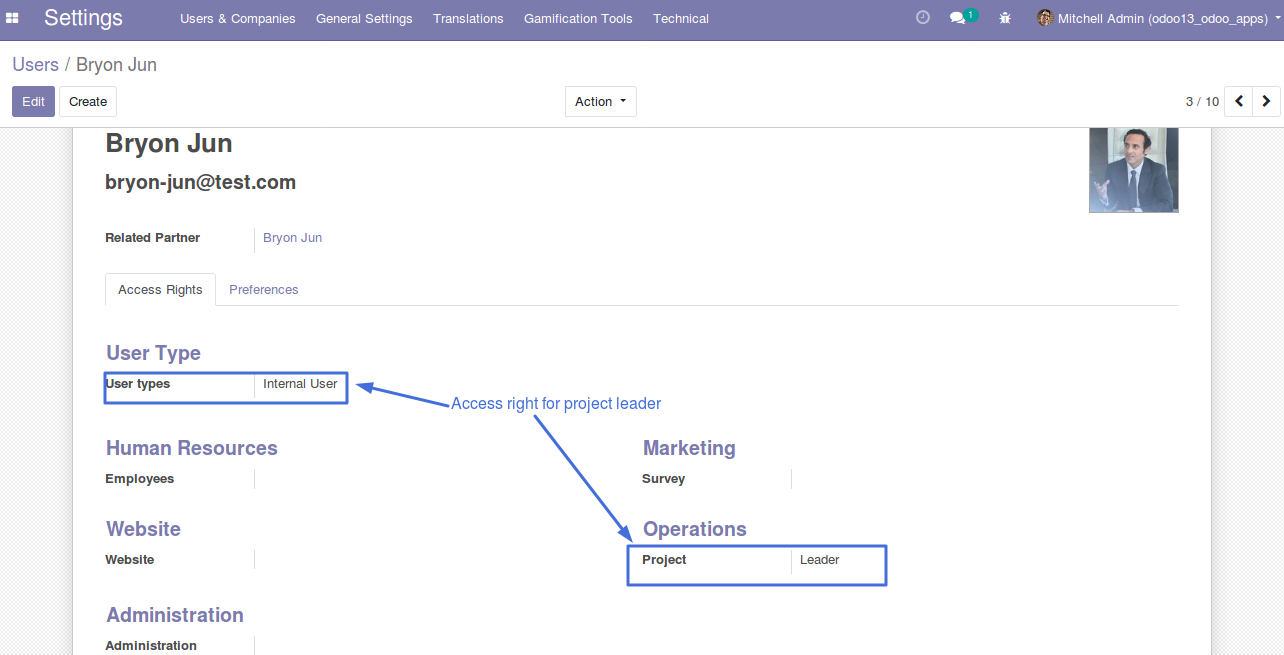 Settings Users & Companies General Settings Translations Gamification Tools Technical 1 Mitchell Admin (odoo13_odoo_apps)
Users / Bryon Jun
Edit Create Action 3 / 10
Bryon Jun
bryon-jun@test.com
Related Partner Bryon Jun
Access Rights Preferences
User Type
User types Internal User
Access right for project leader
Human Resources Marketing
Employees Survey
Website Operations
Website Project Leader
Administration
Administration